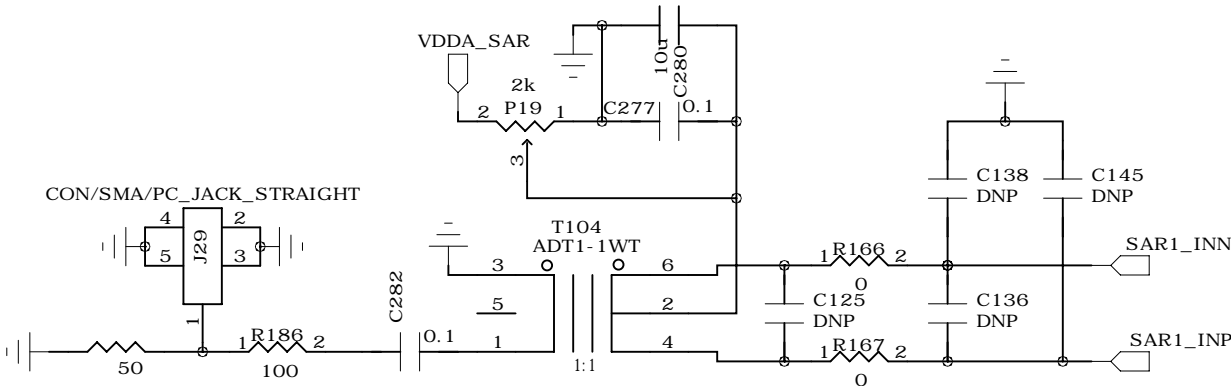 VDDA_SAR
10u
C280
2k
P19
2
1
3
C277
0.1
CON/SMA/PC_JACK_STRAIGHT
4
2
5
3
J29
1
50
1
R186
2
100
C282
0.1
T104
ADT1-1WT
3
5
1
6
2
4
1:1
C125
DNP
1
R166
2
0
1
R167
2
0
C138
DNP
C145
DNP
C136
DNP
SAR1_INN
SAR1_INP